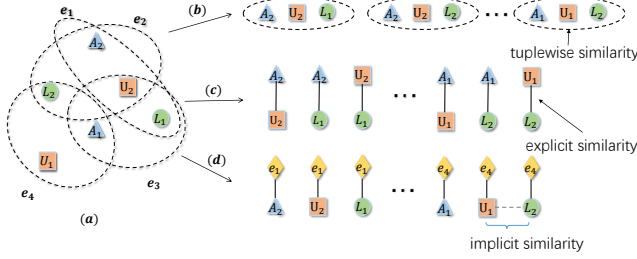 e₁
e₂
A₂
L₂
U₂
L₁
A₁
U₁
e₄
e₃
(a)
(b)
A₂ U₂ L₁ A₂ U₂ L₂ ... A₁ U₁ L₂
tuplewise similarity
(c)
A₂ A₂ U₂ ... A₁ A₁ U₁
U₂ L₁ L₁ U₁ L₂ L₂
explicit similarity
(d)
e₁ e₁ e₁ ... e₄ e₄ e₄
A₂ U₂ L₁ A₁ U₁ L₂
implicit similarity